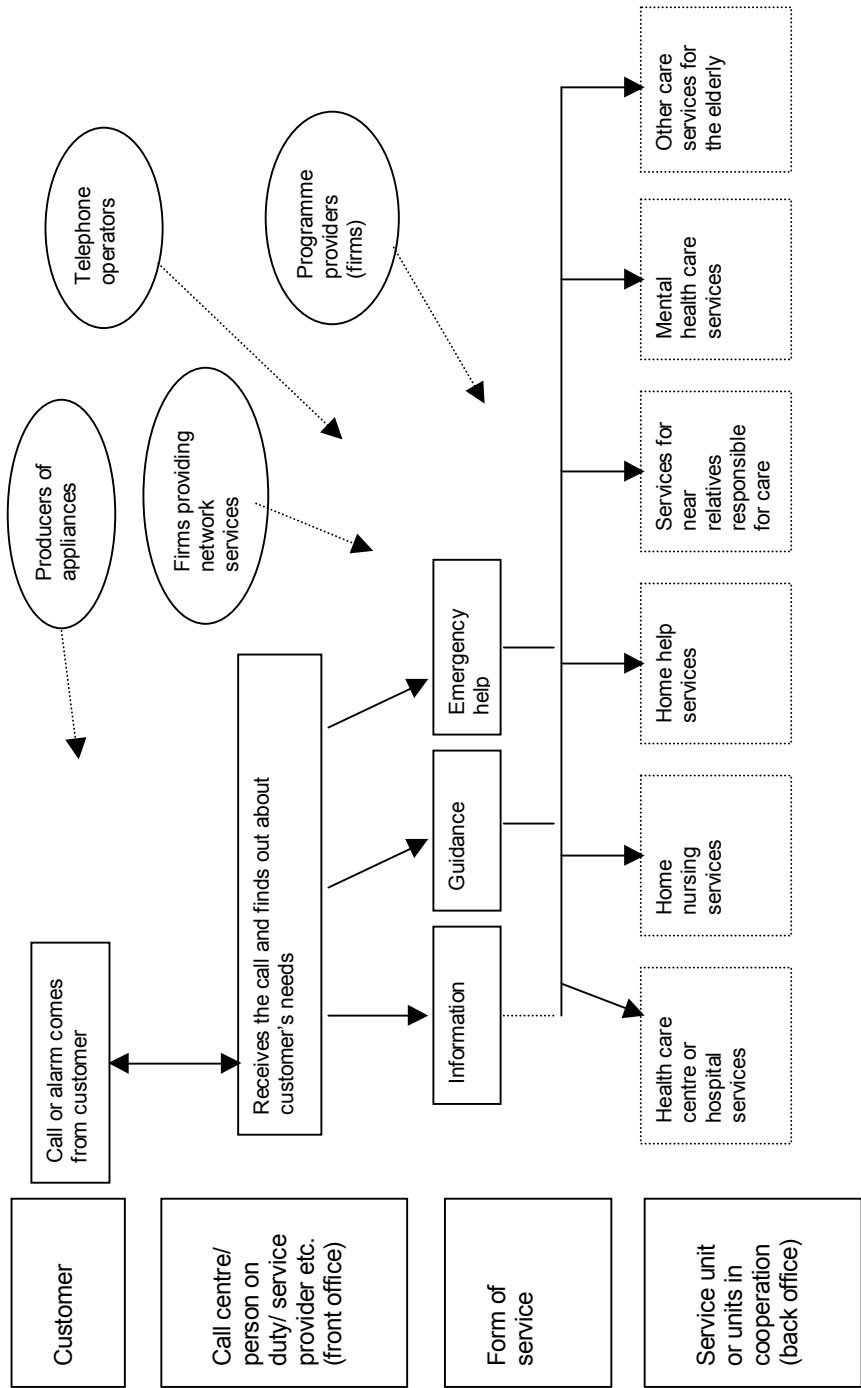 Customer
Call centre/
person on
duty/ service
provider etc.
(front office)
Form of
service
Service unit
or units in
cooperation
(back office)
Call or alarm comes
from customer
Receives the call and finds out about
customer's needs
Information
Guidance
Emergency
help
Health care
centre or
hospital
services
Home
nursing
services
Home help
services
Services for
near
relatives
responsible
for care
Mental
health care
services
Other care
services for
the elderly
Producers of
appliances
Firms providing
network
services
Telephone
operators
Programme
providers
(firms)